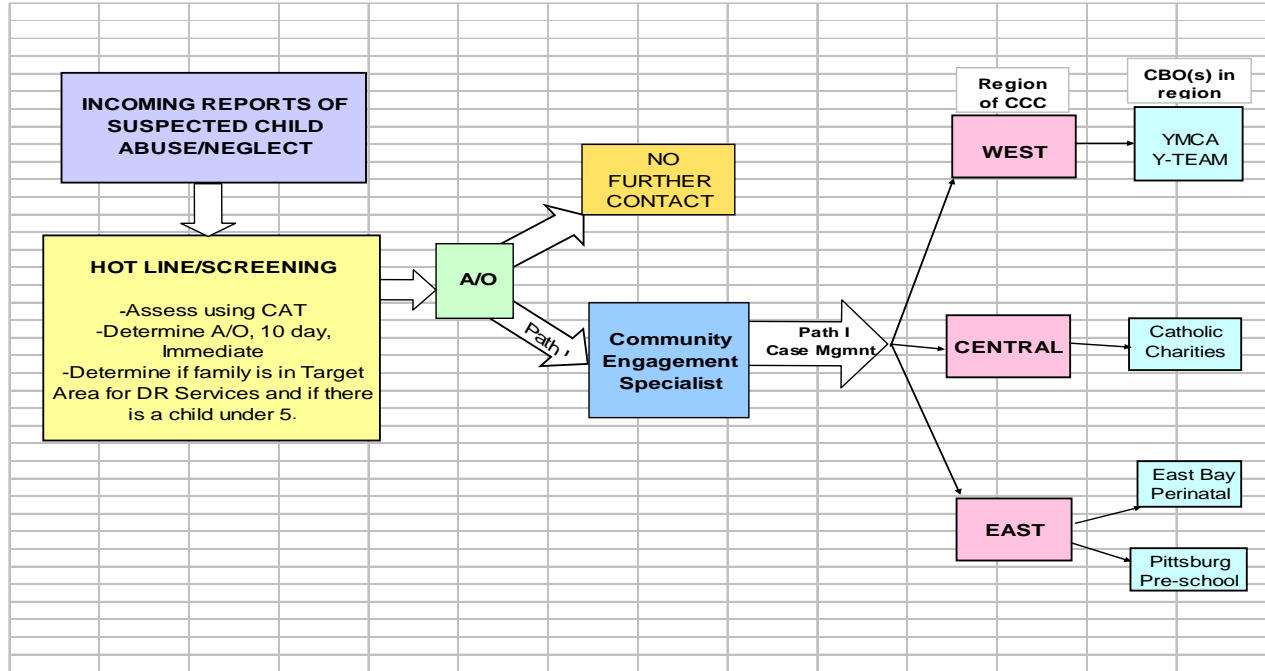 INCOMING REPORTS OF
SUSPECTED CHILD
ABUSE/NEGLECT
HOT LINE/SCREENING
-Assess using CAT
-Determine A/O, 10 day,
Immediate
-Determine if family is in Target
Area for DR Services and if there
is a child under 5.
A/O
NO
FURTHER
CONTACT
Path I
Community
Engagement
Specialist
Path I
Case Mgmnt
Region
of CCC
CBO(s) in
region
WEST
YMCA
Y-TEAM
CENTRAL
Catholic
Charities
EAST
East Bay
Perinatal
Pittsburg
Pre-school